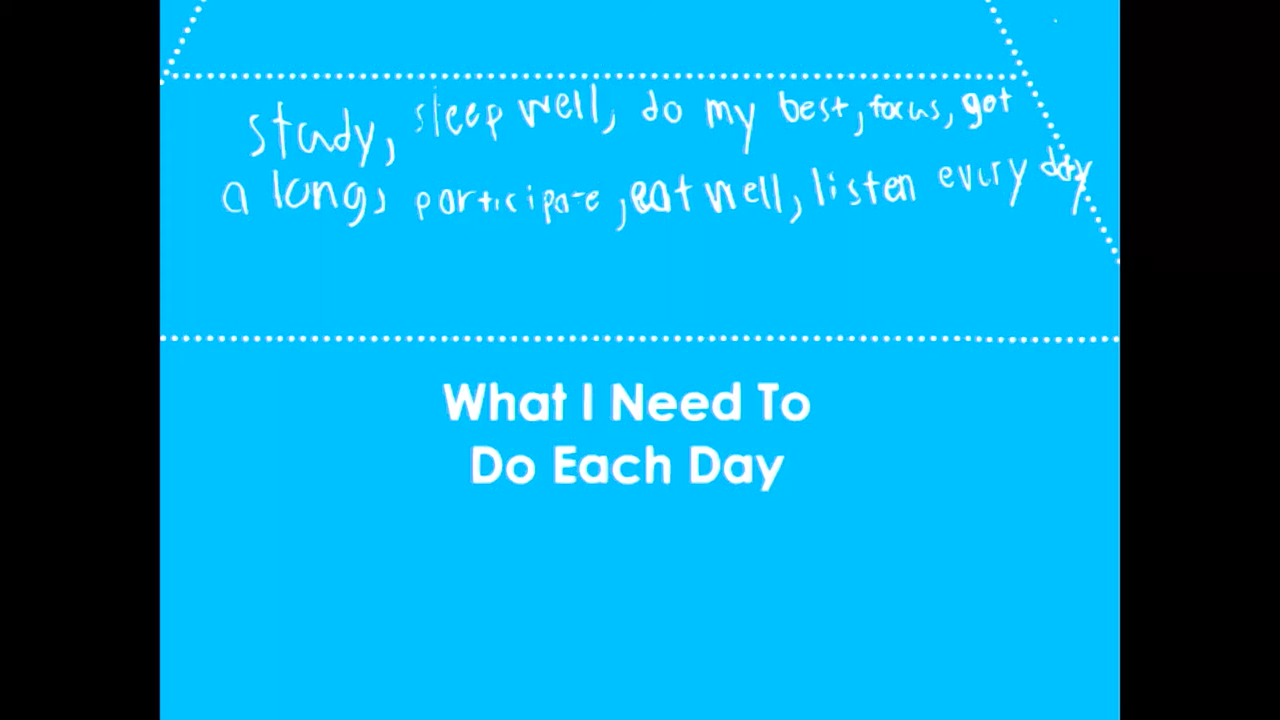 study, sleep well, do my best, focus, get
a long, participate, eat well, listen every day
What I Need To
Do Each Day